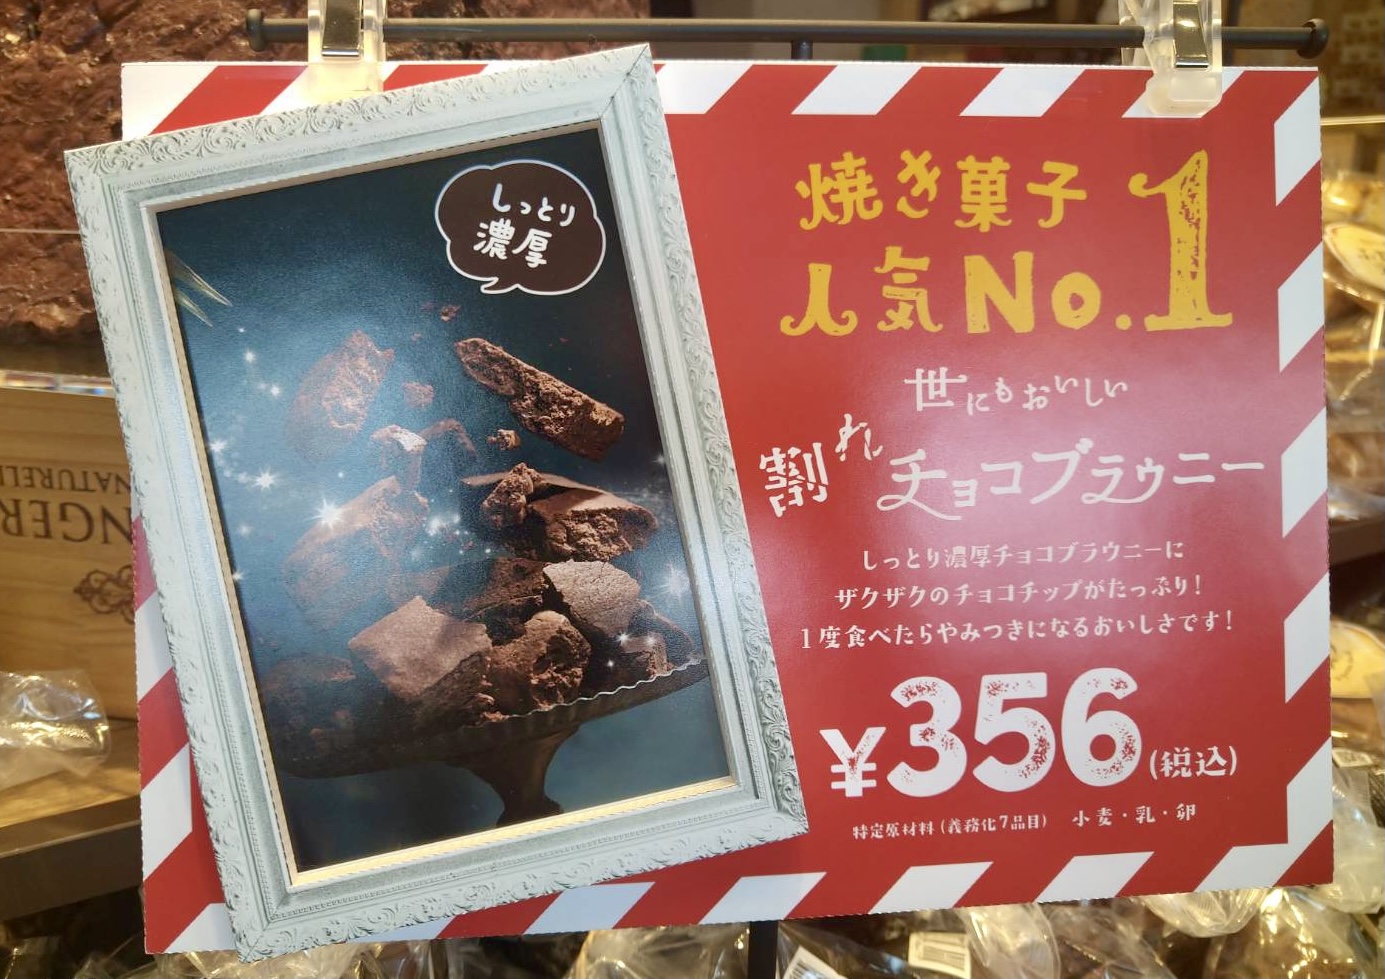 しっとり
濃厚
焼き菓子
人気No.1
世にもおいしい
割れチョコブラウニー
しっとり濃厚チョコブラウニーに
ザクザクのチョコチップがたっぷり!
1度食べたらやみつきになるおいしさです!
¥356(税込)
特定原材料(義務化7品目) 小麦・乳・卵
NATUREL